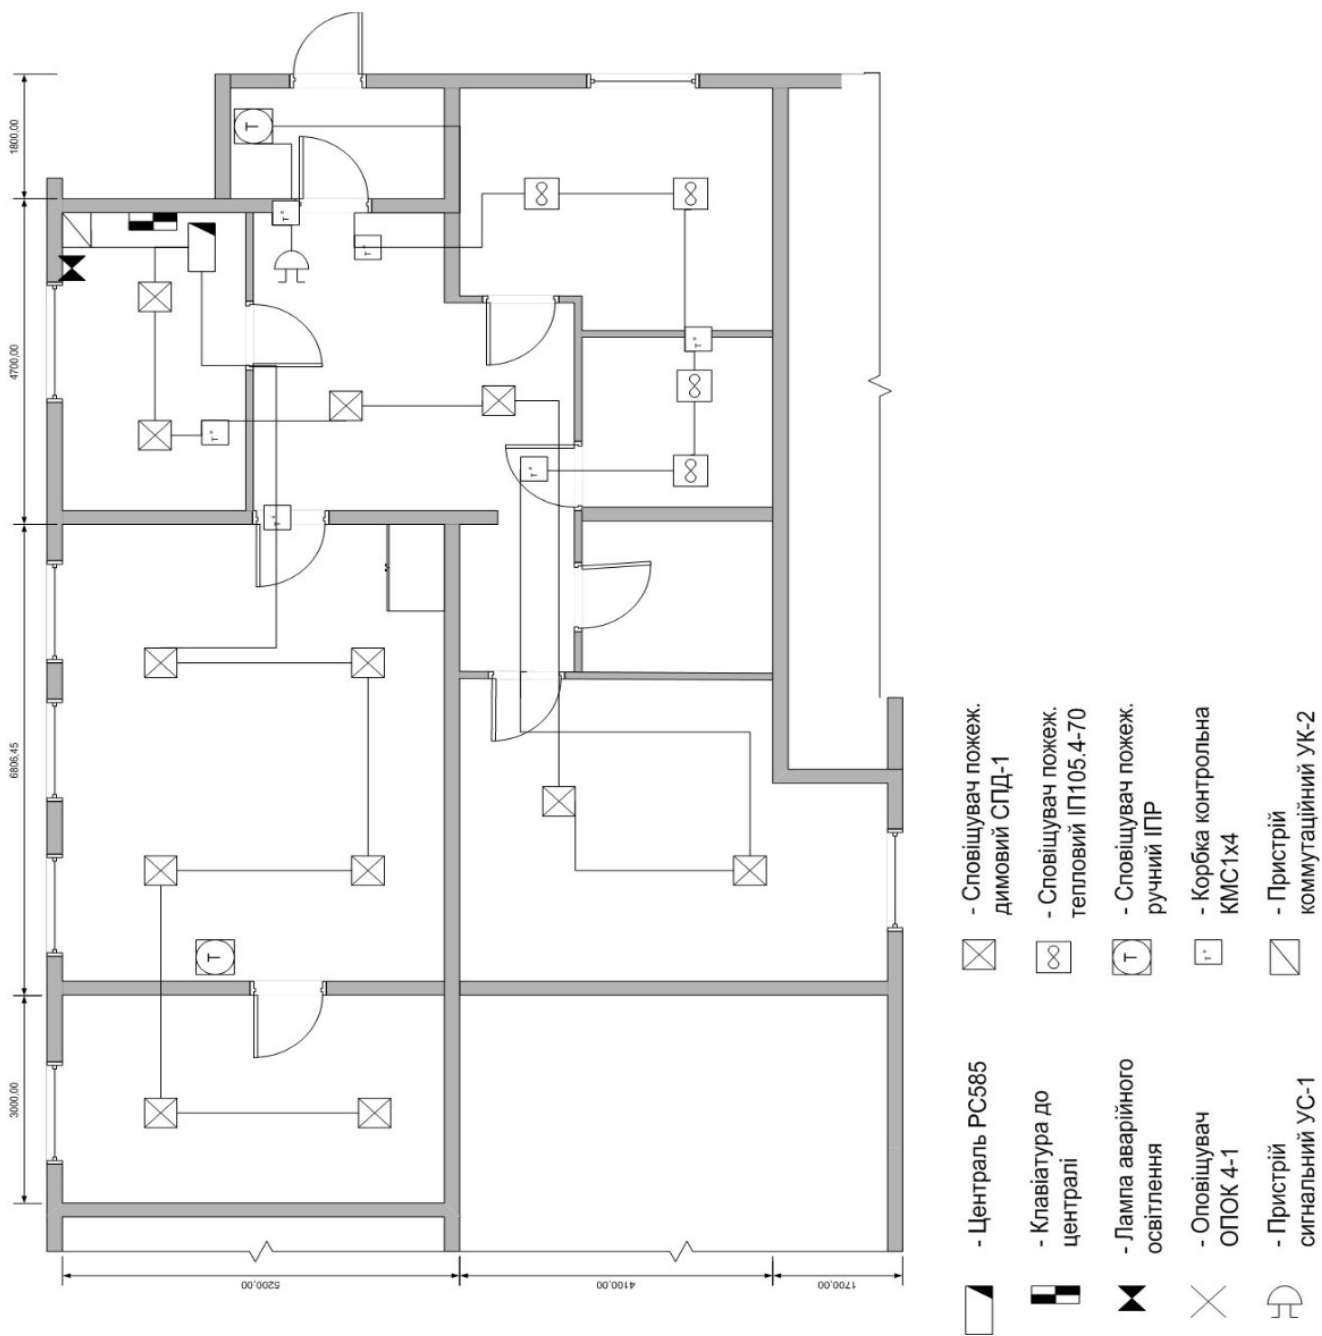 1800,00
4700,00
6806,45
3000,00
5200,00
4100,00
1700,00
T
T
т°
т°
т°
т°
т°
т°
- Централь PC585
- Клавіатура до
централі
- Лампа аварійного
освітлення
- Оповіщувач
ОПОК 4-1
- Пристрій
сигнальний УС-1
- Сповіщувач пожеж.
димовий СПД-1
- Сповіщувач пожеж.
тепловий ІП105.4-70
T
- Сповіщувач пожеж.
ручний ІПР
т°
- Корбка контрольна
КМС1х4
- Пристрій
коммутаційний УК-2